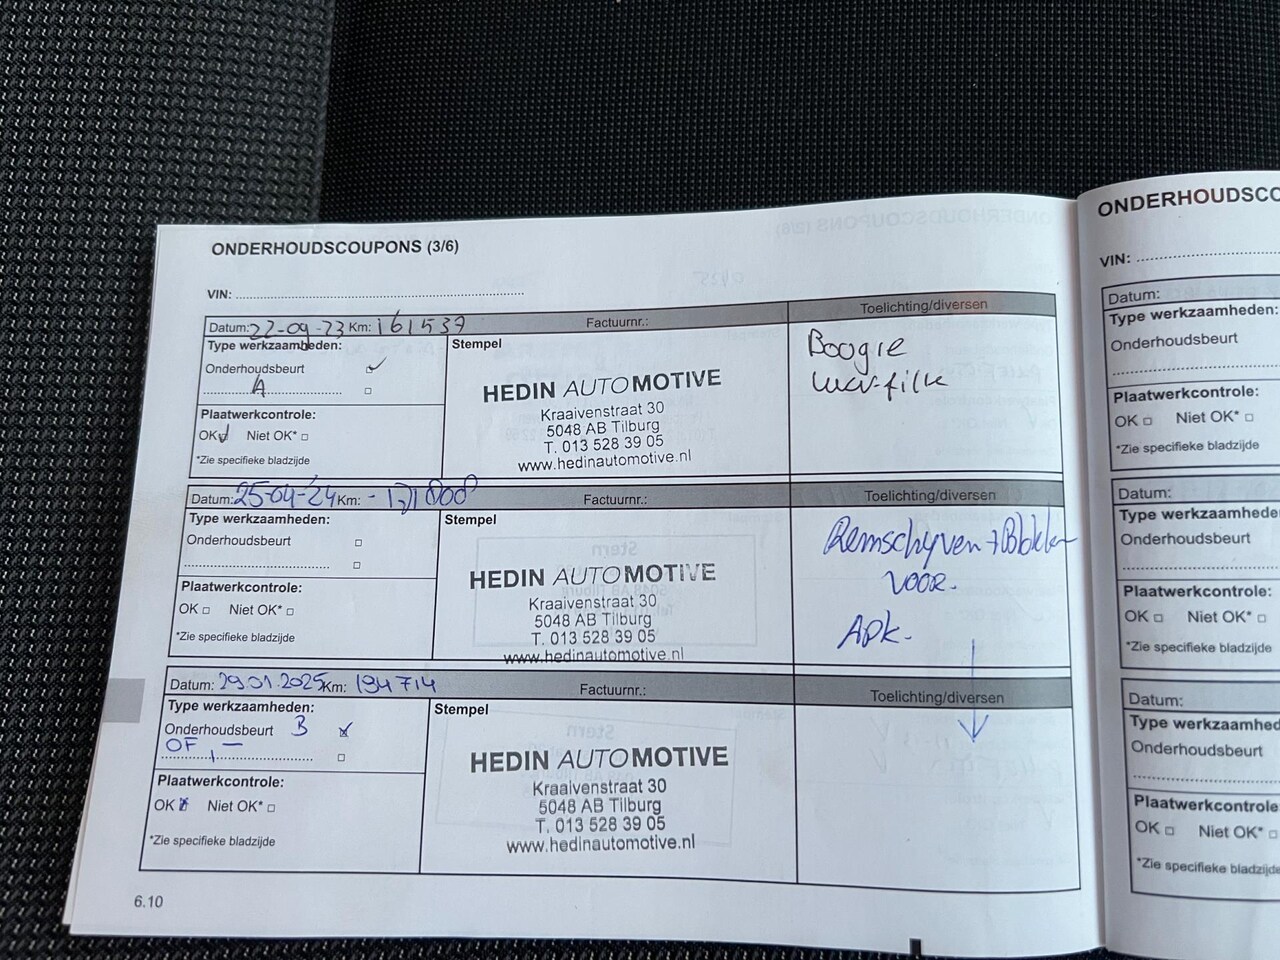 ONDERHOUDSCOUPONS (3/6)
VIN:
Datum: 22-09-23 Km: 161537 Factuurnr.: Toelichting/diversen
Type werkzaamheden:
Onderhoudsbeurt
A
Plaatwerkcontrole:
OK Niet OK*
*Zie specifieke bladzijde
Stempel
HEDIN AUTOMOTIVE
Kraaivenstraat 30
5048 AB Tilburg
T. 013 528 39 05
www.hedinautomotive.nl
Boogie
Datum: 25-04-24 Km: - 171808 Factuurnr.: Toelichting/diversen
Type werkzaamheden:
Onderhoudsbeurt
Plaatwerkcontrole:
OK Niet OK*
*Zie specifieke bladzijde
Stempel
HEDIN AUTOMOTIVE
Kraaivenstraat 30
5048 AB Tilburg
T. 013 528 39 05
www.hedinautomotive.nl
Remschyven + Blokken
voor.
Apk.
Datum: 29.01.2025 Km: 194714 Factuurnr.: Toelichting/diversen
Type werkzaamheden:
Onderhoudsbeurt B
OF
Plaatwerkcontrole:
OK Niet OK*
*Zie specifieke bladzijde
Stempel
HEDIN AUTOMOTIVE
Kraaivenstraat 30
5048 AB Tilburg
T. 013 528 39 05
www.hedinautomotive.nl
6.10
ONDERHOUDSCO
VIN:
Datum:
Type werkzaamheden:
Onderhoudsbeurt
Plaatwerkcontrole:
OK Niet OK*
*Zie specifieke bladzijde
Datum:
Type werkzaamheden
Onderhoudsbeurt
Plaatwerkcontrole:
OK Niet OK*
*Zie specifieke bladzijde
Datum:
Type werkzaamhed
Onderhoudsbeurt
Plaatwerkcontrole
OK Niet OK*
*Zie specifieke bladzijde